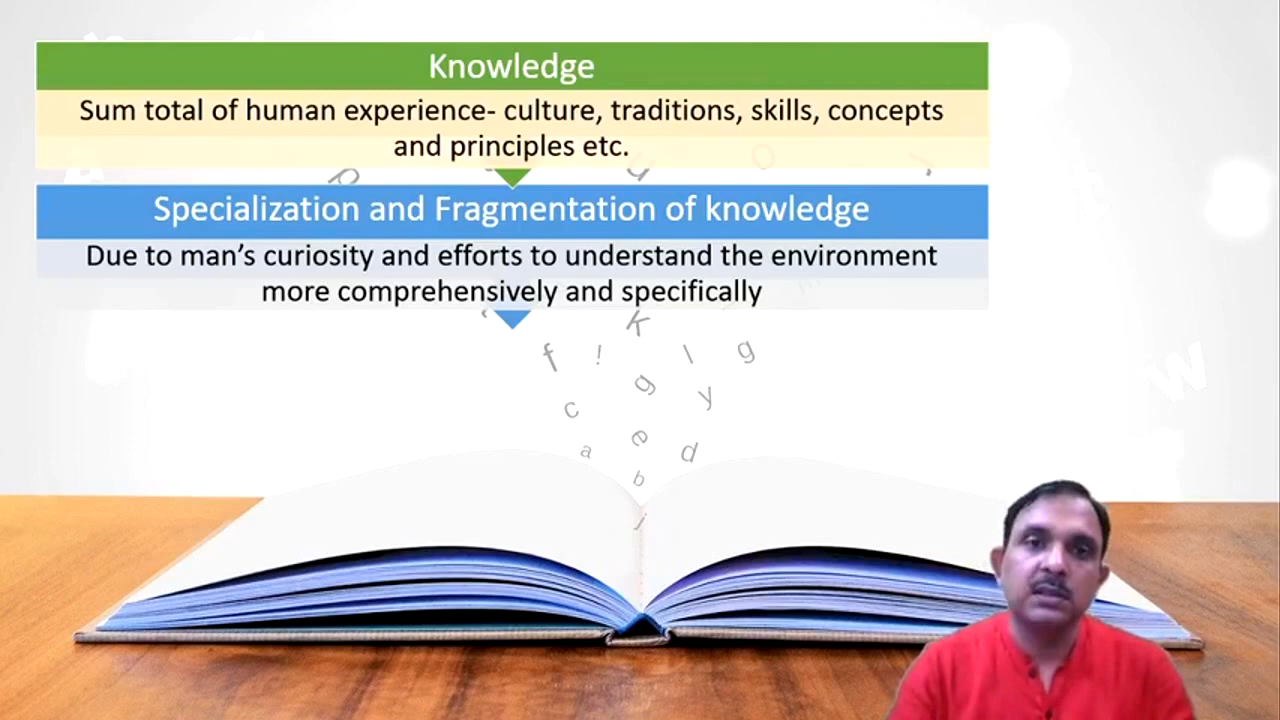 Knowledge
Sum total of human experience- culture, traditions, skills, concepts
and principles etc.
Specialization and Fragmentation of knowledge
Due to man’s curiosity and efforts to understand the environment
more comprehensively and specifically
k
f ! l g
g
c y
e
a d
b
j
w